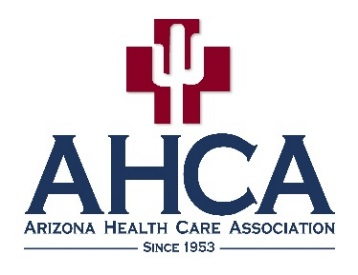 AHCA
ARIZONA HEALTH CARE ASSOCIATION
SINCE 1953